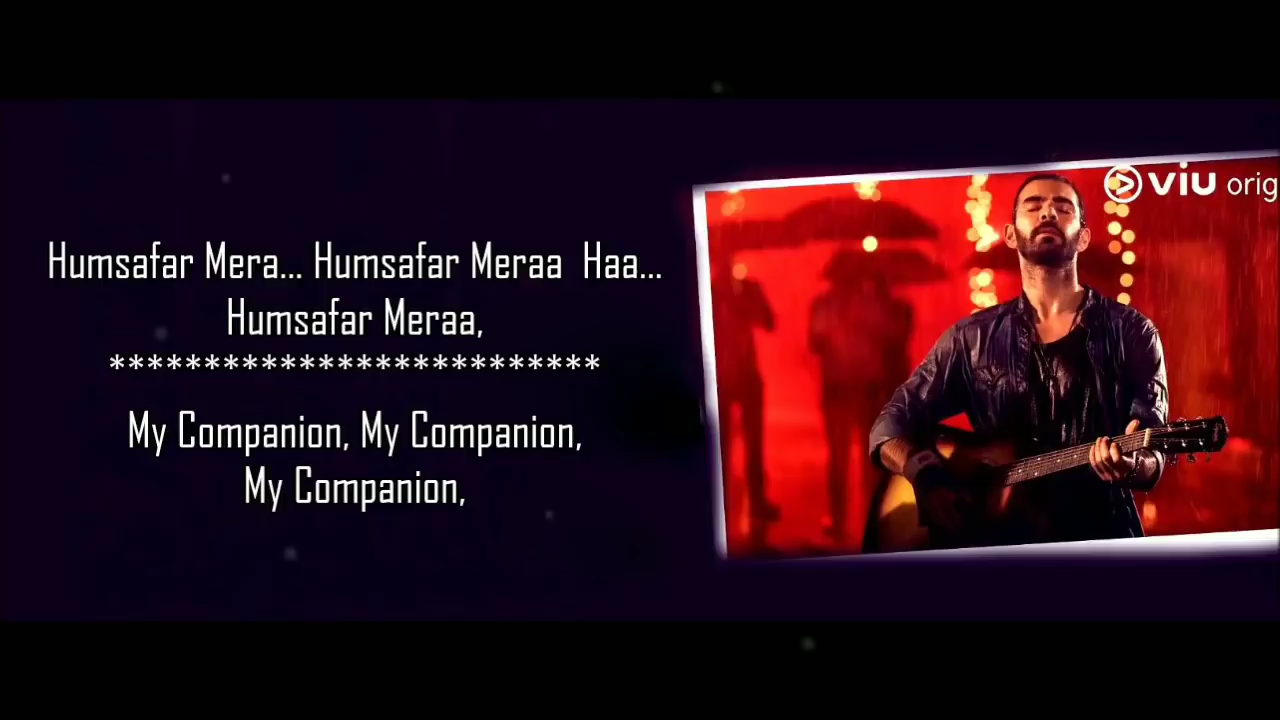 Humsafar Mera... Humsafar Meraa Haa...
Humsafar Meraa,
**************************
My Companion, My Companion,
My Companion,
viu orig